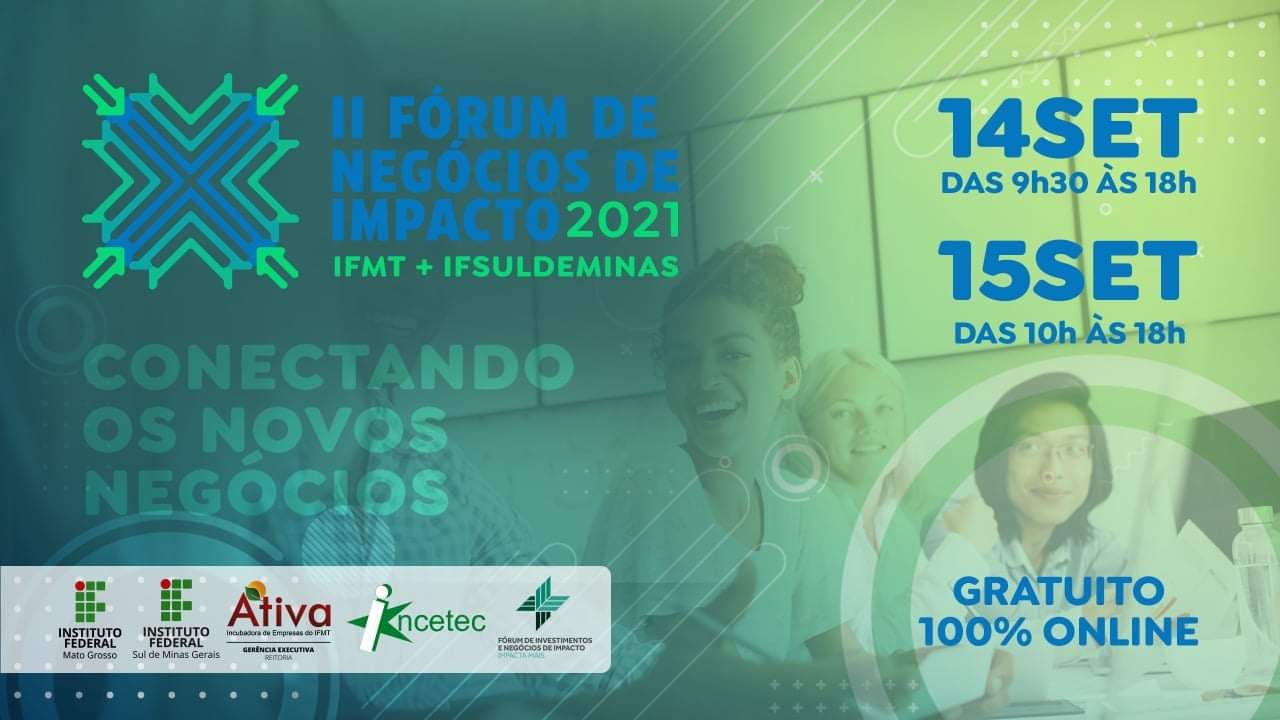 II FÓRUM DE
NEGÓCIOS DE
IMPACTO 2021
IFMT + IFSULDEMINAS
CONECTANDO
OS NOVOS
NEGÓCIOS
14SET
DAS 9h30 ÀS 18h
15SET
DAS 10h ÀS 18h
GRATUITO
100% ONLINE
INSTITUTO
FEDERAL
Mato Grosso
INSTITUTO
FEDERAL
Sul de Minas Gerais
Ativa
Incubadora de Empresas do IFMT
GERÊNCIA EXECUTIVA
REITORIA
incetec
FÓRUM DE INVESTIMENTOS
E NEGÓCIOS DE IMPACTO
IMPACTA MAIS